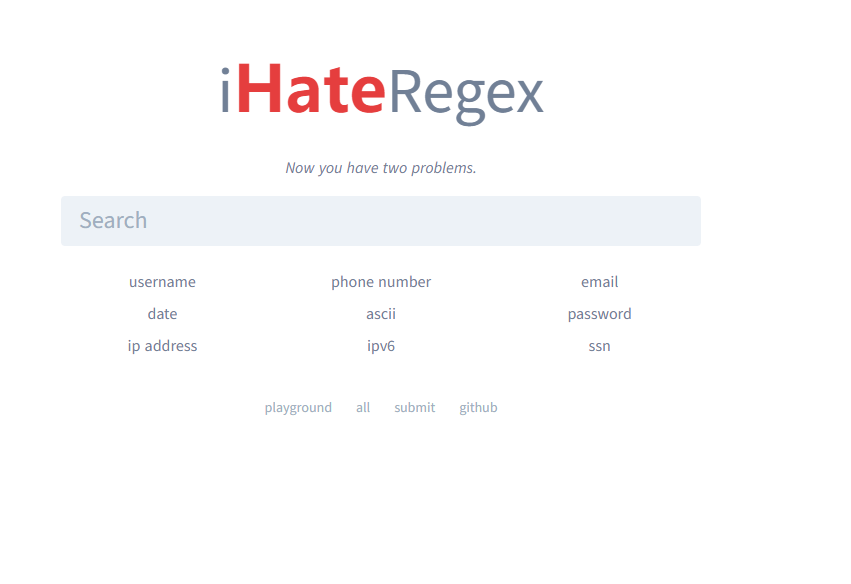 iHateRegex
Now you have two problems.
Search
username phone number email
date ascii password
ip address ipv6 ssn
playground all submit github